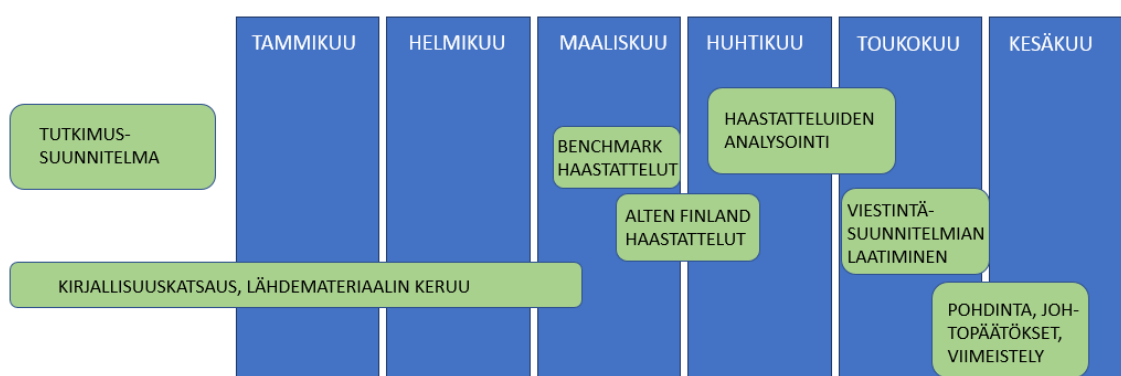 TAMMIKUU
HELMIKUU
MAALISKUU
HUHTIKUU
TOUKOKUU
KESÄKUU
TUTKIMUS-
SUUNNITELMA
BENCHMARK
HAASTATTELUT
HAASTATTELUIDEN
ANALYSOINTI
ALTEN FINLAND
HAASTATTELUT
VIESTINTÄ-
SUUNNITELMIAN
LAATIMINEN
KIRJALLISUUSKATSAUS, LÄHDEMATERIAALIN KERUU
POHDINTA, JOH-
TOPÄÄTÖKSET,
VIIMEISTELY